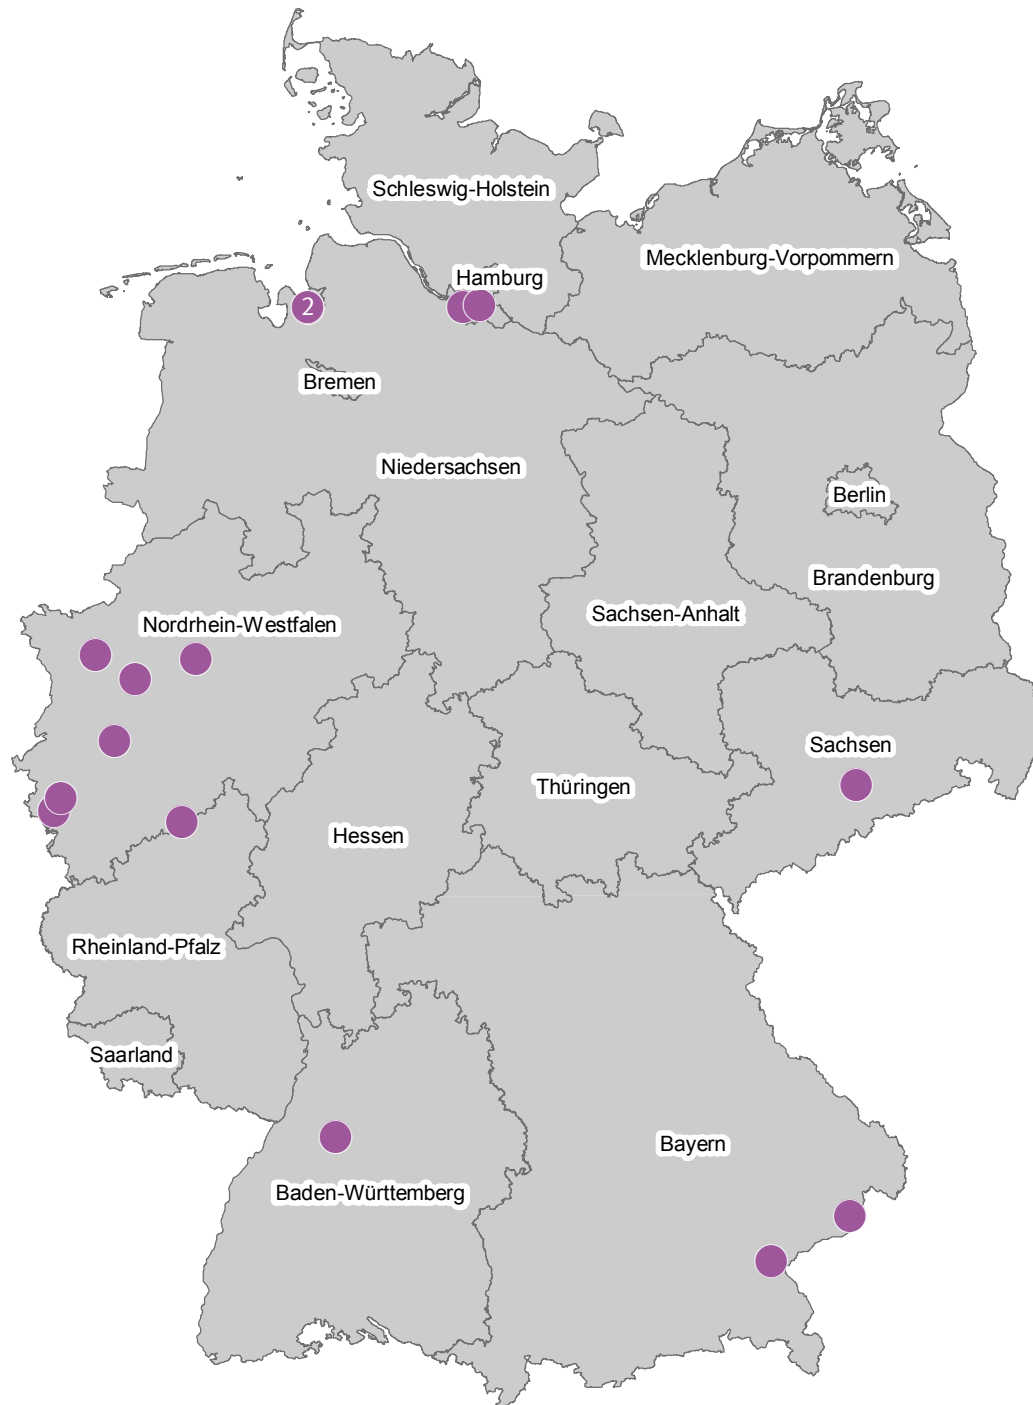 Schleswig-Holstein
Mecklenburg-Vorpommern
Hamburg
2
Bremen
Niedersachsen
Berlin
Brandenburg
Sachsen-Anhalt
Nordrhein-Westfalen
Sachsen
Thüringen
Hessen
Rheinland-Pfalz
Saarland
Bayern
Baden-Württemberg